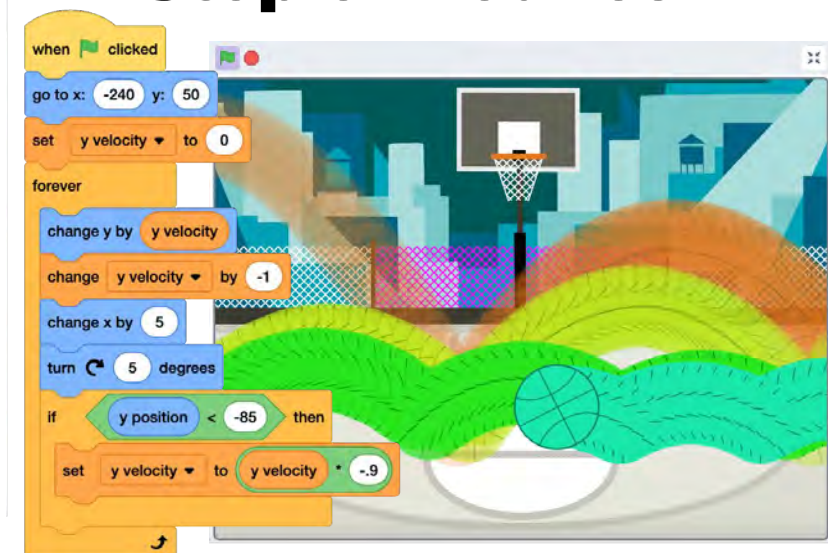 when clicked
go to x: -240 y: 50
set y velocity to 0
forever
change y by y velocity
change y velocity by -1
change x by 5
turn 5 degrees
if y position < -85 then
set y velocity to y velocity * -.9